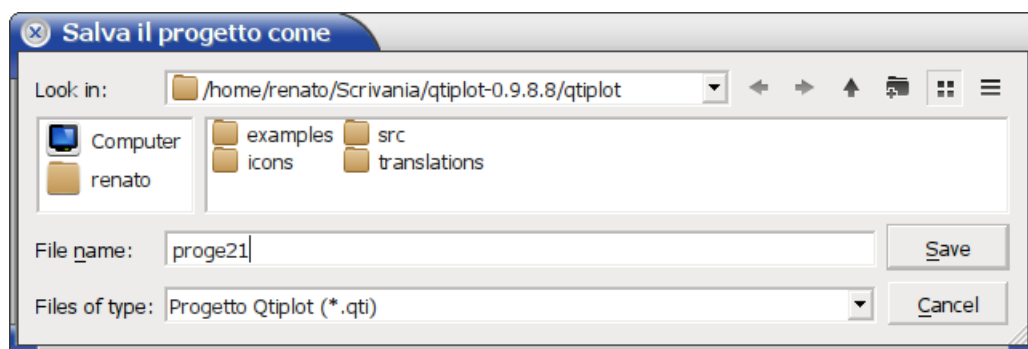 Salva il progetto come
Look in: /home/renato/Scrivania/qtiplot-0.9.8.8/qtiplot
Computer
renato
examples src
icons translations
File name: proge21 Save
Files of type: Progetto Qtiplot (*.qti) Cancel